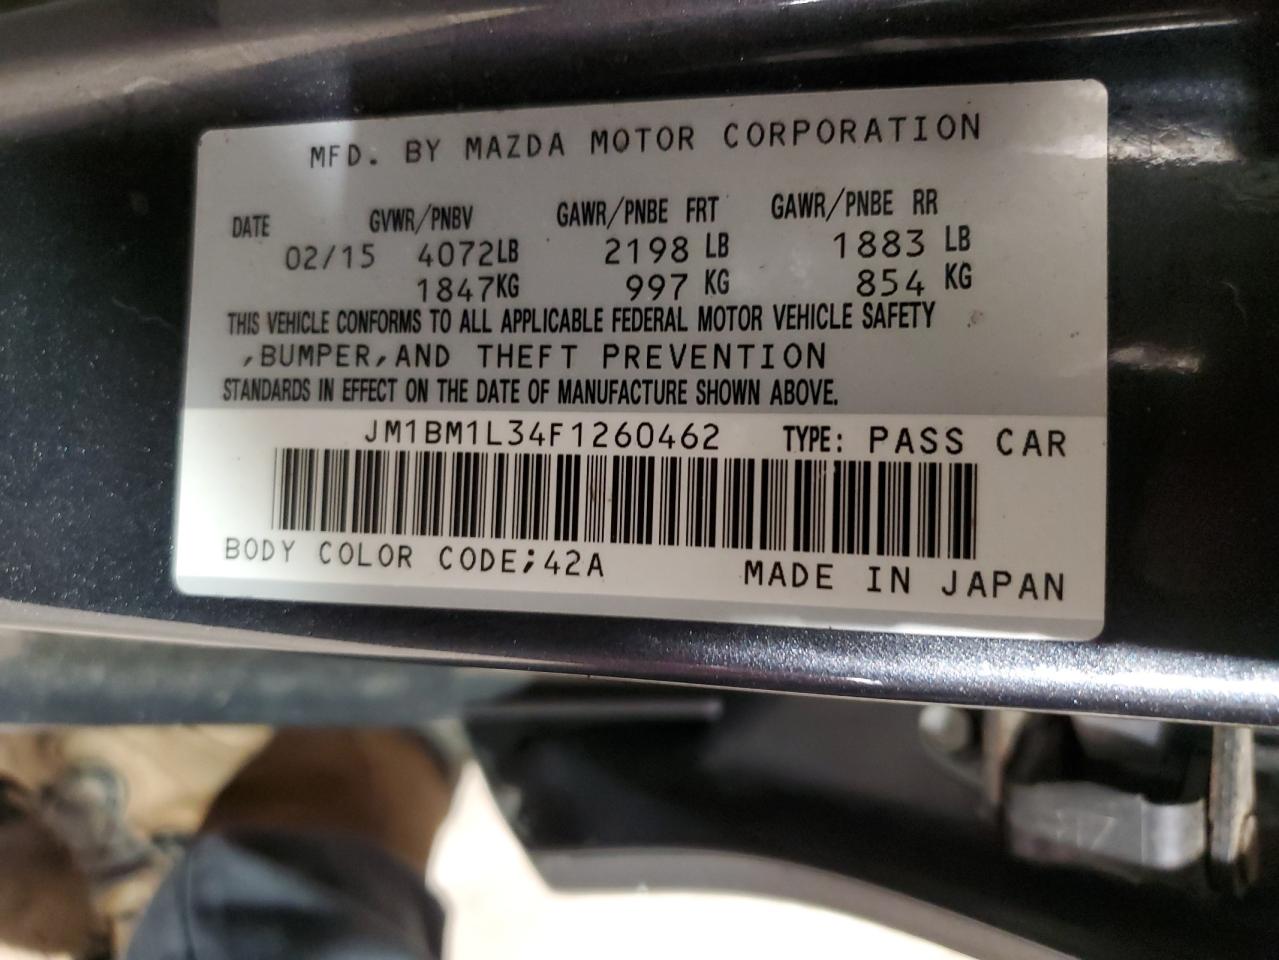 MFD. BY MAZDA MOTOR CORPORATION
DATE GVWR/PNBV GAWR/PNBE FRT GAWR/PNBE RR
02/15 4072LB 2198 LB 1883 LB
1847KG 997 KG 854 KG
THIS VEHICLE CONFORMS TO ALL APPLICABLE FEDERAL MOTOR VEHICLE SAFETY
,BUMPER,AND THEFT PREVENTION
STANDARDS IN EFFECT ON THE DATE OF MANUFACTURE SHOWN ABOVE.
JM1BM1L34F1260462 TYPE: PASS CAR
BODY COLOR CODE;42A MADE IN JAPAN